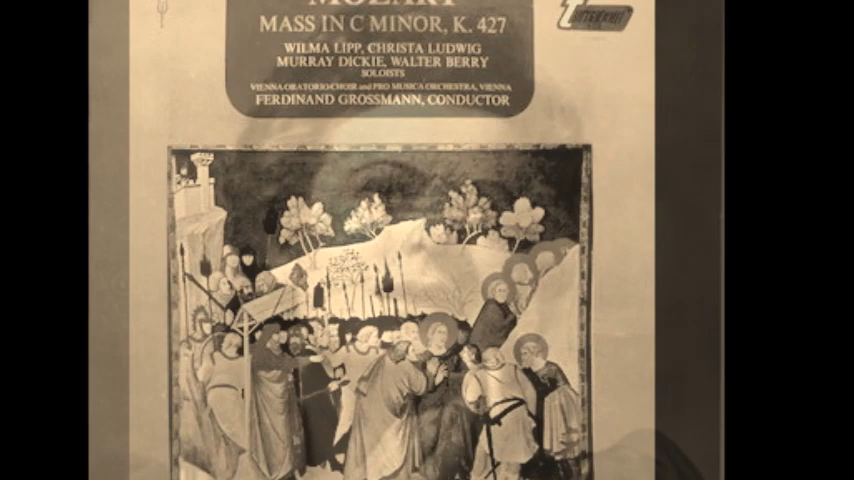 MOZART
MASS IN C MINOR, K. 427
WILMA LIPP, CHRISTA LUDWIG
MURRAY DICKIE, WALTER BERRY
SOLOISTS
VIENNA ORATORIO CHOIR and PRO MUSICA ORCHESTRA, VIENNA
FERDINAND GROSSMANN, CONDUCTOR